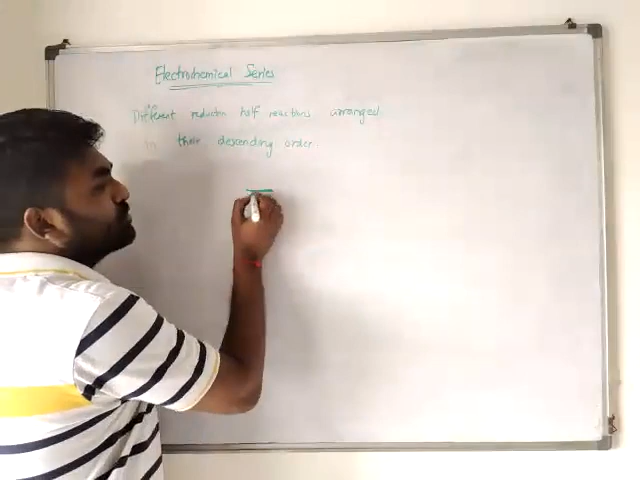 Electrochemical Series
Different reduction half reactions arranged
in their descending order.